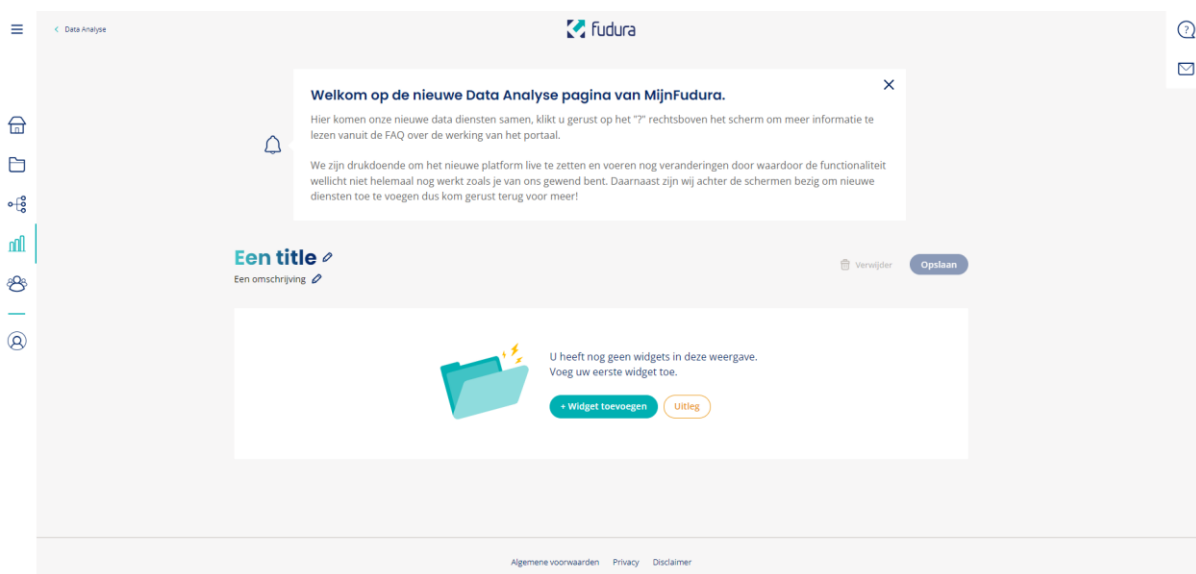 Data Analyse
fudura
?
Welkom op de nieuwe Data Analyse pagina van MijnFudura.
Hier komen onze nieuwe data diensten samen, klikt u gerust op het "?" rechtsboven het scherm om meer informatie te
lezen vanuit de FAQ over de werking van het portaal.
We zijn drukdoende om het nieuwe platform live te zetten en voeren nog veranderingen door waardoor de functionaliteit
wellicht niet helemaal nog werkt zoals je van ons gewend bent. Daarnaast zijn wij achter de schermen bezig om nieuwe
diensten toe te voegen dus kom gerust terug voor meer!
Een title
Een omschrijving
Verwijder
Opslaan
U heeft nog geen widgets in deze weergave.
Voeg uw eerste widget toe.
+ Widget toevoegen
Uitleg
Algemene voorwaarden Privacy Disclaimer